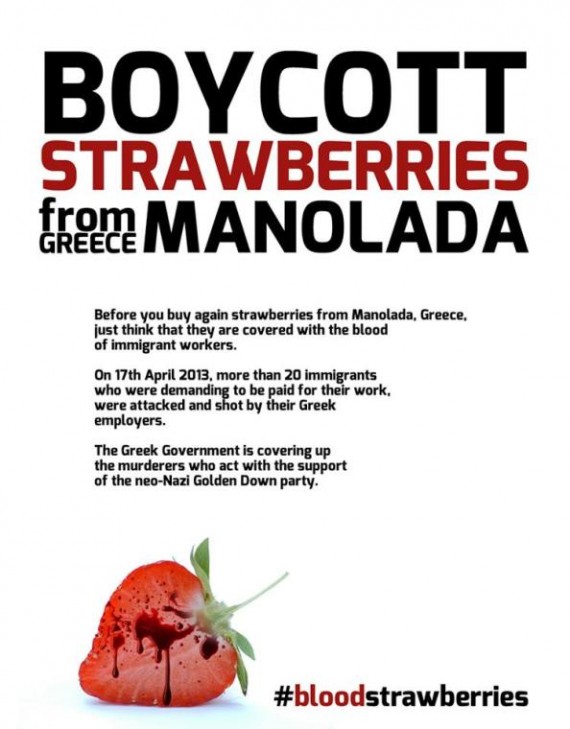 BOYCOTT
STRAWBERRIES
from
GREECE MANOLADA
Before you buy again strawberries from Manolada, Greece,
just think that they are covered with the blood
of immigrant workers.
On 17th April 2013, more than 20 immigrants
who were demanding to be paid for their work,
were attacked and shot by their Greek
employers.
The Greek Government is covering up
the murderers who act with the support
of the neo-Nazi Golden Down party.
#bloodstrawberries